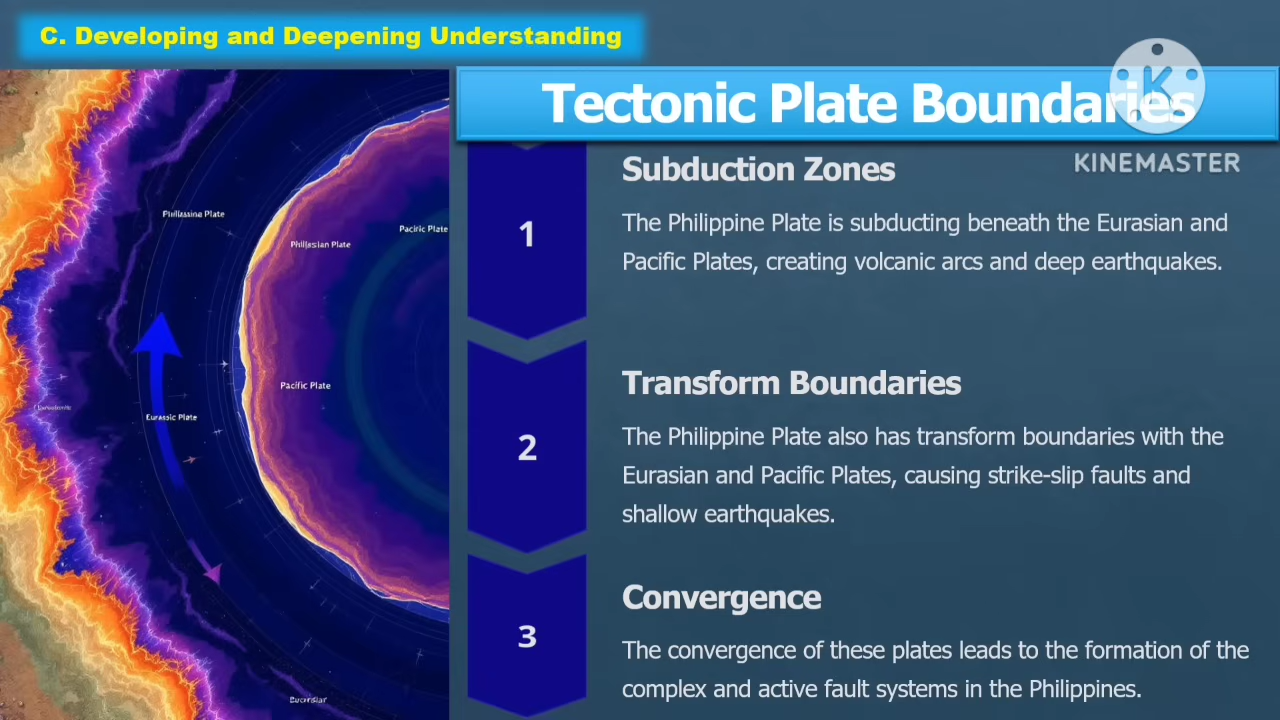 C. Developing and Deepening Understanding
Tectonic Plate Boundaries
KINEMASTER
1
Subduction Zones
The Philippine Plate is subducting beneath the Eurasian and
Pacific Plates, creating volcanic arcs and deep earthquakes.
2
Transform Boundaries
The Philippine Plate also has transform boundaries with the
Eurasian and Pacific Plates, causing strike-slip faults and
shallow earthquakes.
3
Convergence
The convergence of these plates leads to the formation of the
complex and active fault systems in the Philippines.
Plate
Plate
Pacific Plate
Pacific Plate
Eurassic Plate